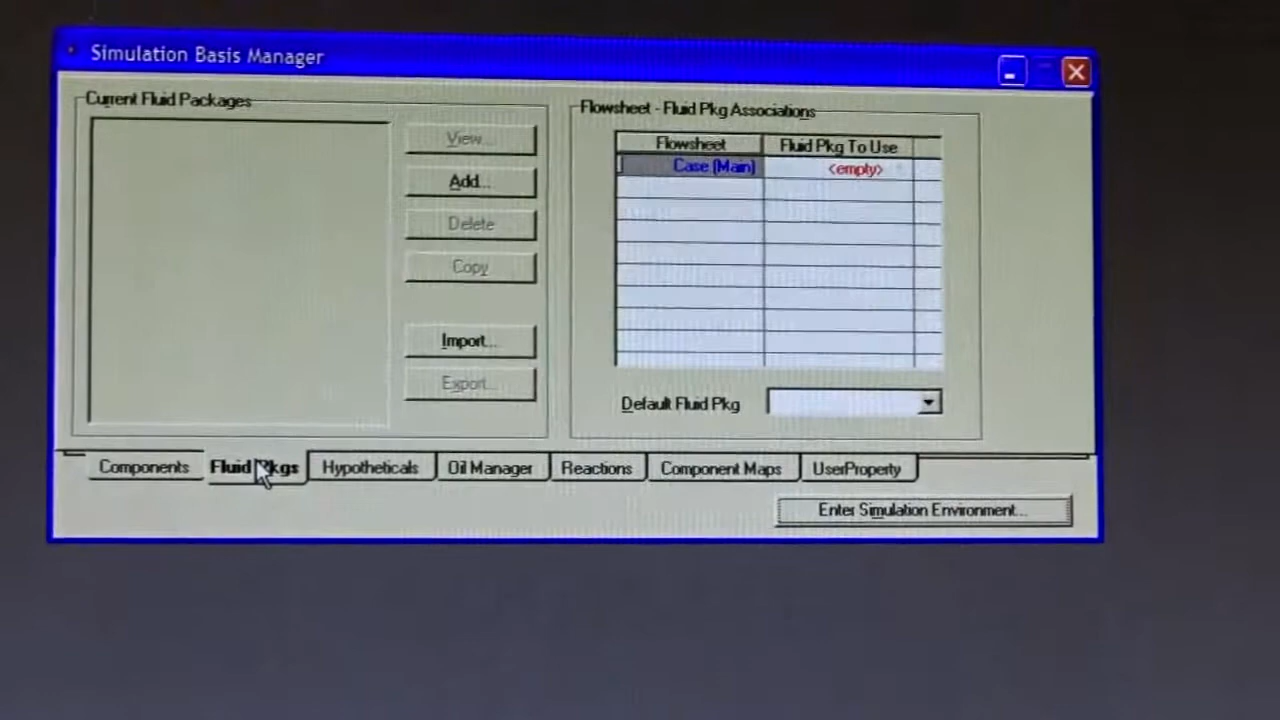 Simulation Basis Manager
Current Fluid Packages
View...
Add...
Delete
Copy
Import...
Export...
Flowsheet - Fluid Pkg Associations
Flowsheet
Fluid Pkg To Use
Case (Main)
<empty>
Default Fluid Pkg
Components
Fluid Pkgs
Hypotheticals
Oil Manager
Reactions
Component Maps
UserProperty
Enter Simulation Environment...